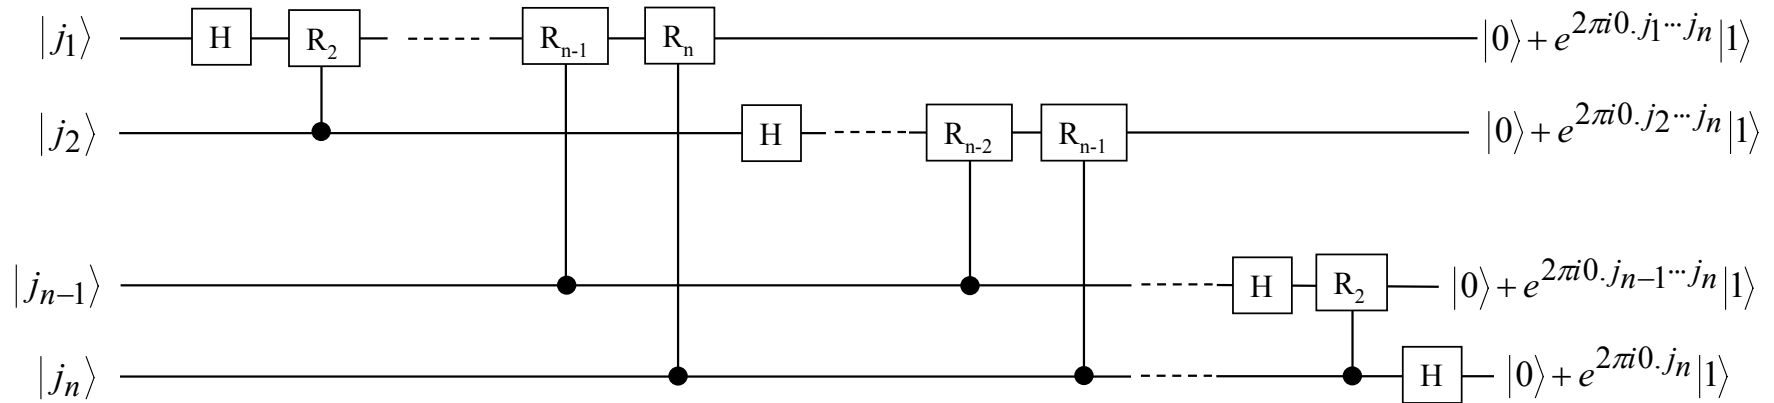 |j₁⟩ H R₂ Rₙ₋₁ Rₙ |0⟩ + e^{2πi0.j₁⋯jₙ}|1⟩
|j₂⟩ H Rₙ₋₂ Rₙ₋₁ |0⟩ + e^{2πi0.j₂⋯jₙ}|1⟩
|jₙ₋₁⟩ H R₂ |0⟩ + e^{2πi0.jₙ₋₁⋯jₙ}|1⟩
|jₙ⟩ H |0⟩ + e^{2πi0.jₙ}|1⟩